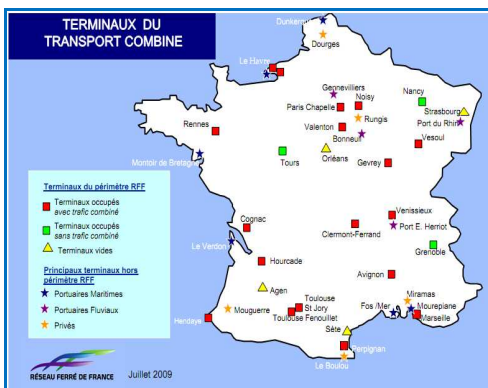 TERMINAUX DU
TRANSPORT COMBINE
Dunkerque
Dourges
Le Havre
Gennevilliers
Nancy
Paris Chapelle
Noisy
Strasbourg
Rungis
Port du Rhin
Rennes
Valenton
Bonneuil
Vesoul
Montoir de Bretagne
Tours
Orléans
Gevrey
Terminaux du périmètre RFF
Terminaux occupés
avec trafic combiné
Terminaux occupés
sans trafic combiné
Terminaux vides
Principaux terminaux hors
périmètre RFF
Portuaires Maritimes
Portuaires Fluviaux
Privés
Cognac
Venissieux
Port E. Herriot
Clermont-Ferrand
Le Verdon
Grenoble
Hourcade
Avignon
Agen
Toulouse
St Jory
Miramas
Mouguerre
Fos /Mer
Mourepiane
Hendaye
Toulouse Fenouillet
Marseille
Sète
Perpignan
Le Boulou
RÉSEAU FERRÉ DE FRANCE
Juillet 2009